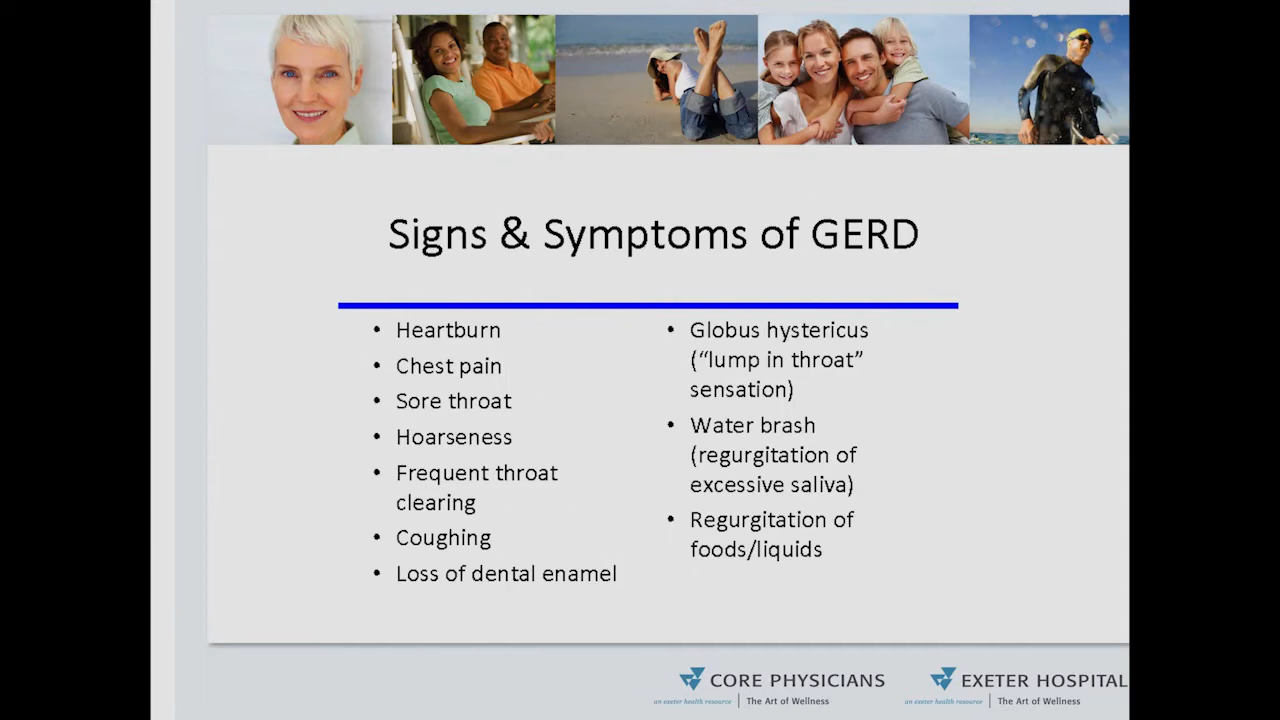 Signs & Symptoms of GERD
• Heartburn
• Chest pain
• Sore throat
• Hoarseness
• Frequent throat
clearing
• Coughing
• Loss of dental enamel
• Globus hystericus
(“lump in throat”
sensation)
• Water brash
(regurgitation of
excessive saliva)
• Regurgitation of
foods/liquids
CORE PHYSICIANS
an exeter health resource | The Art of Wellness
EXETER HOSPITAL
an exeter health resource | The Art of Wellness